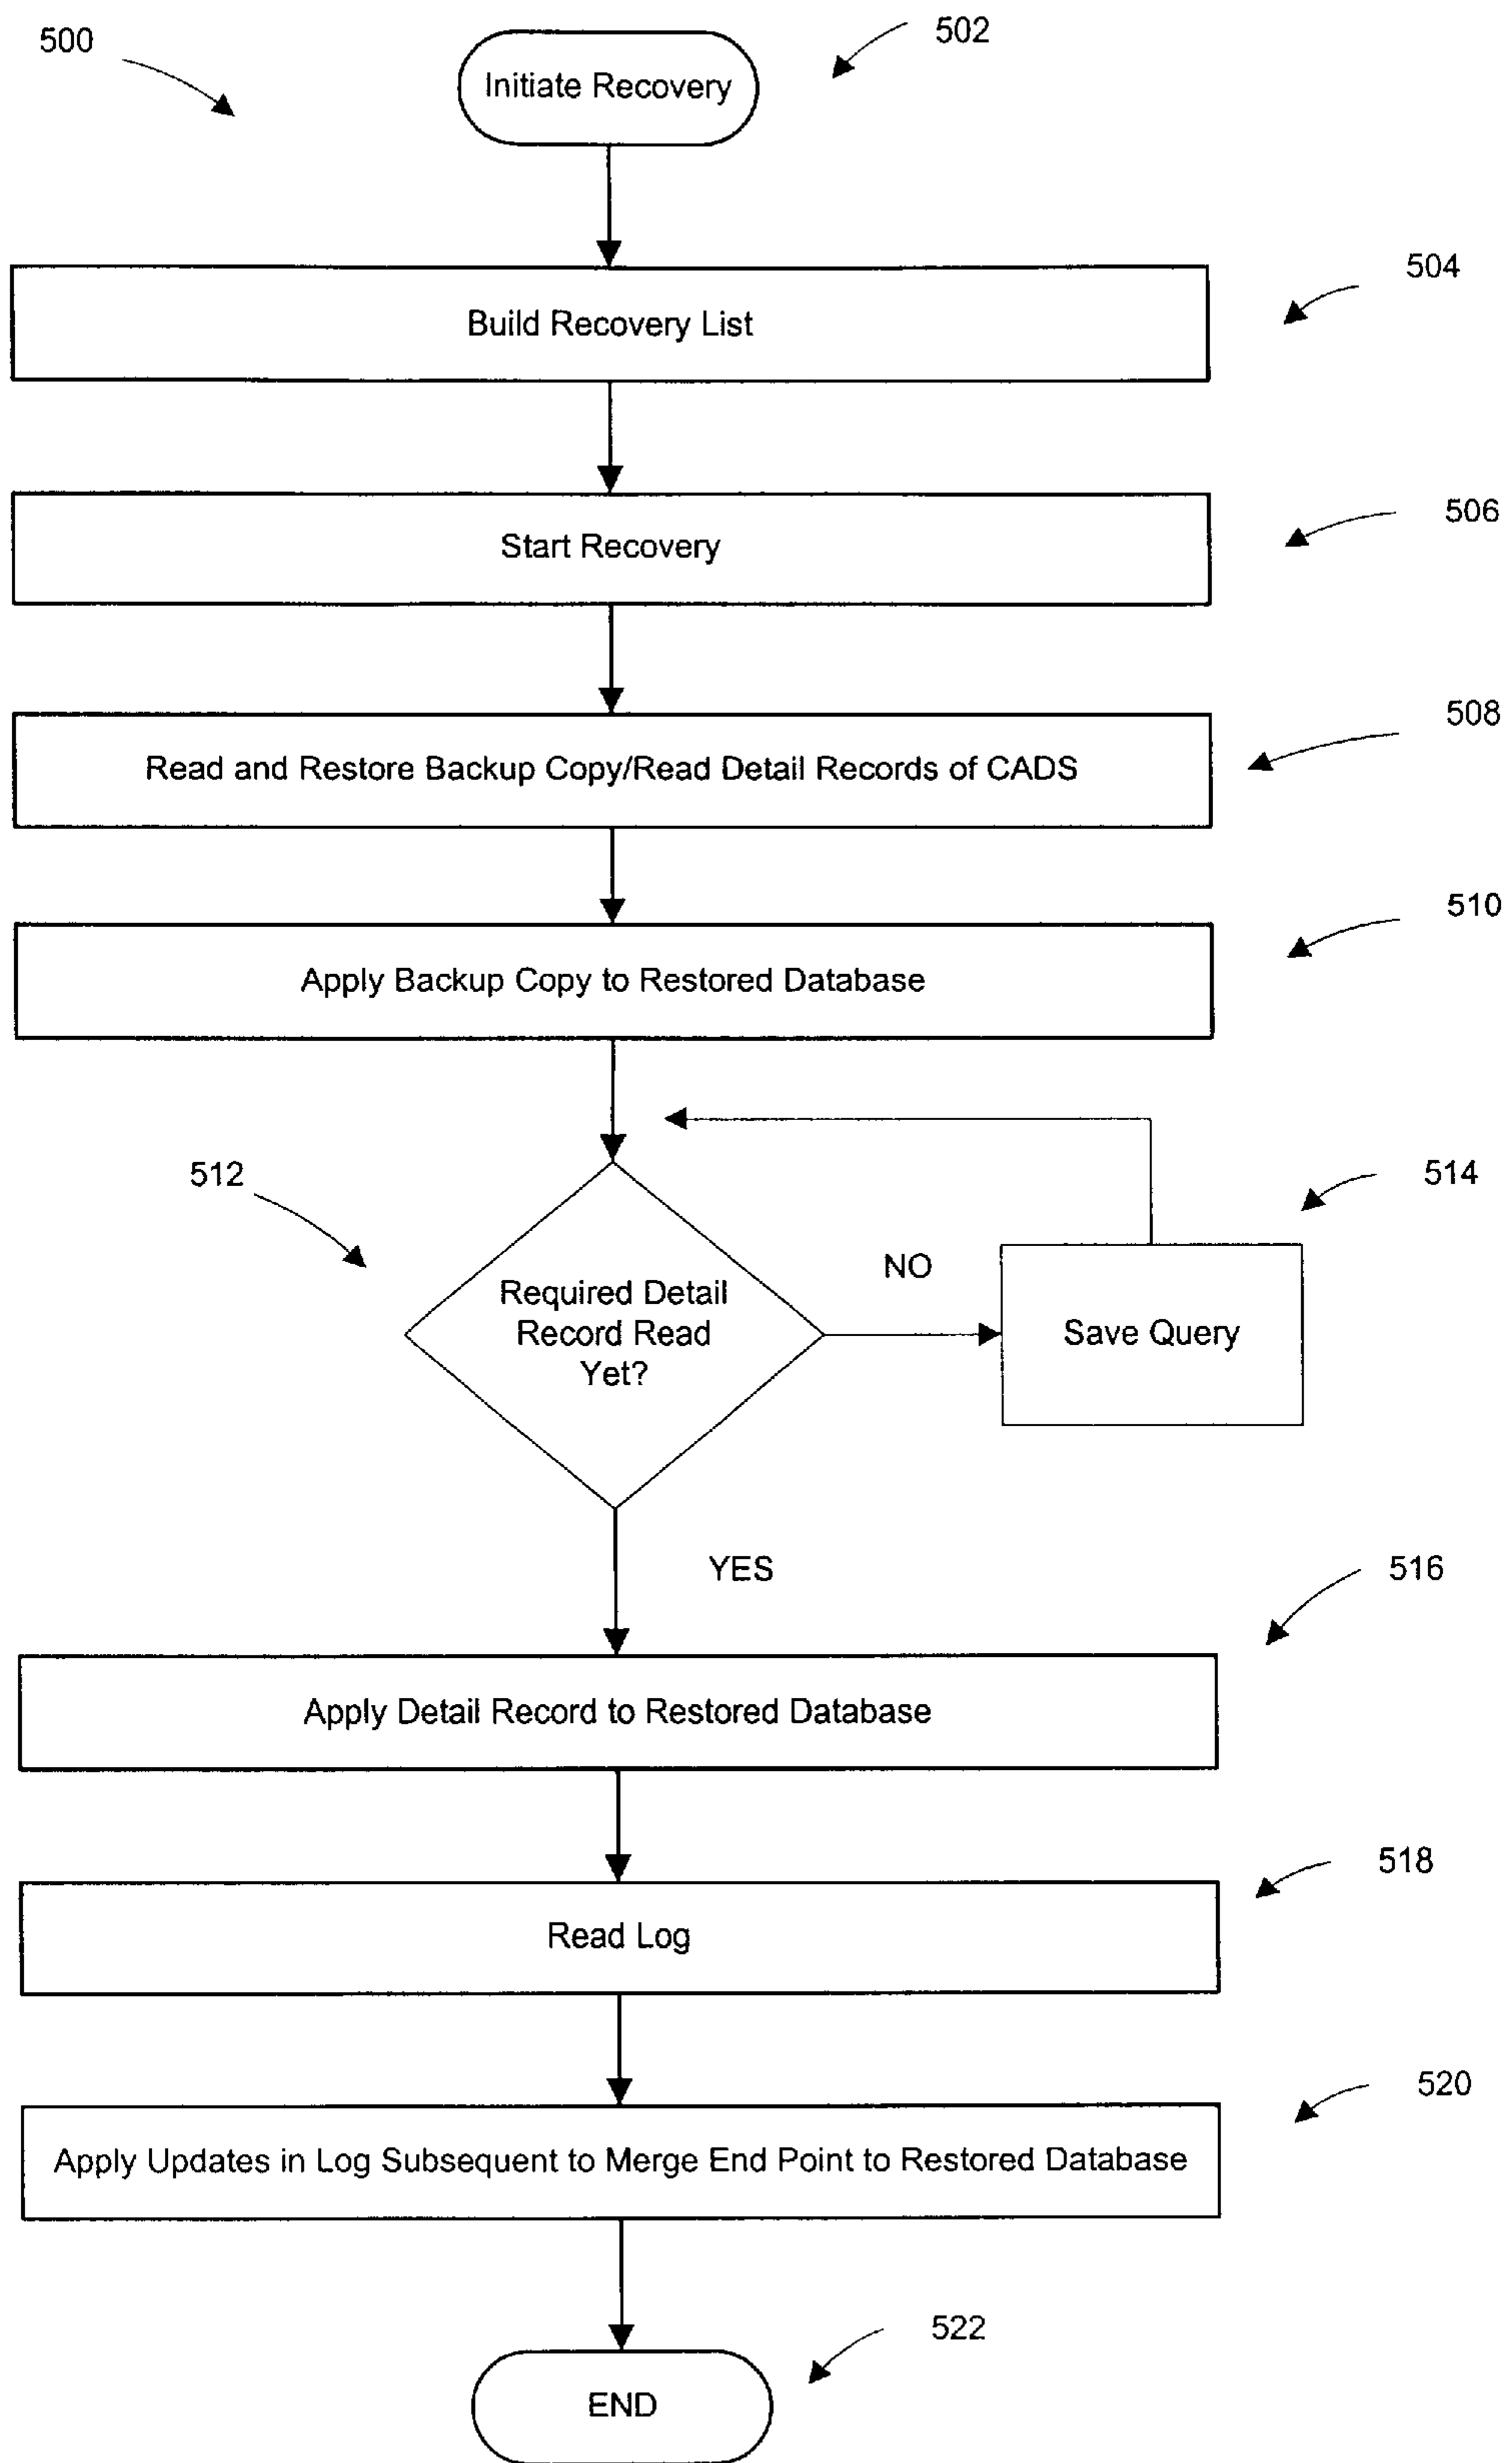 500
502
Initiate Recovery
504
Build Recovery List
506
Start Recovery
508
Read and Restore Backup Copy/Read Detail Records of CADS
510
Apply Backup Copy to Restored Database
512
514
NO
Required Detail
Record Read
Yet?
Save Query
YES
516
Apply Detail Record to Restored Database
518
Read Log
520
Apply Updates in Log Subsequent to Merge End Point to Restored Database
522
END